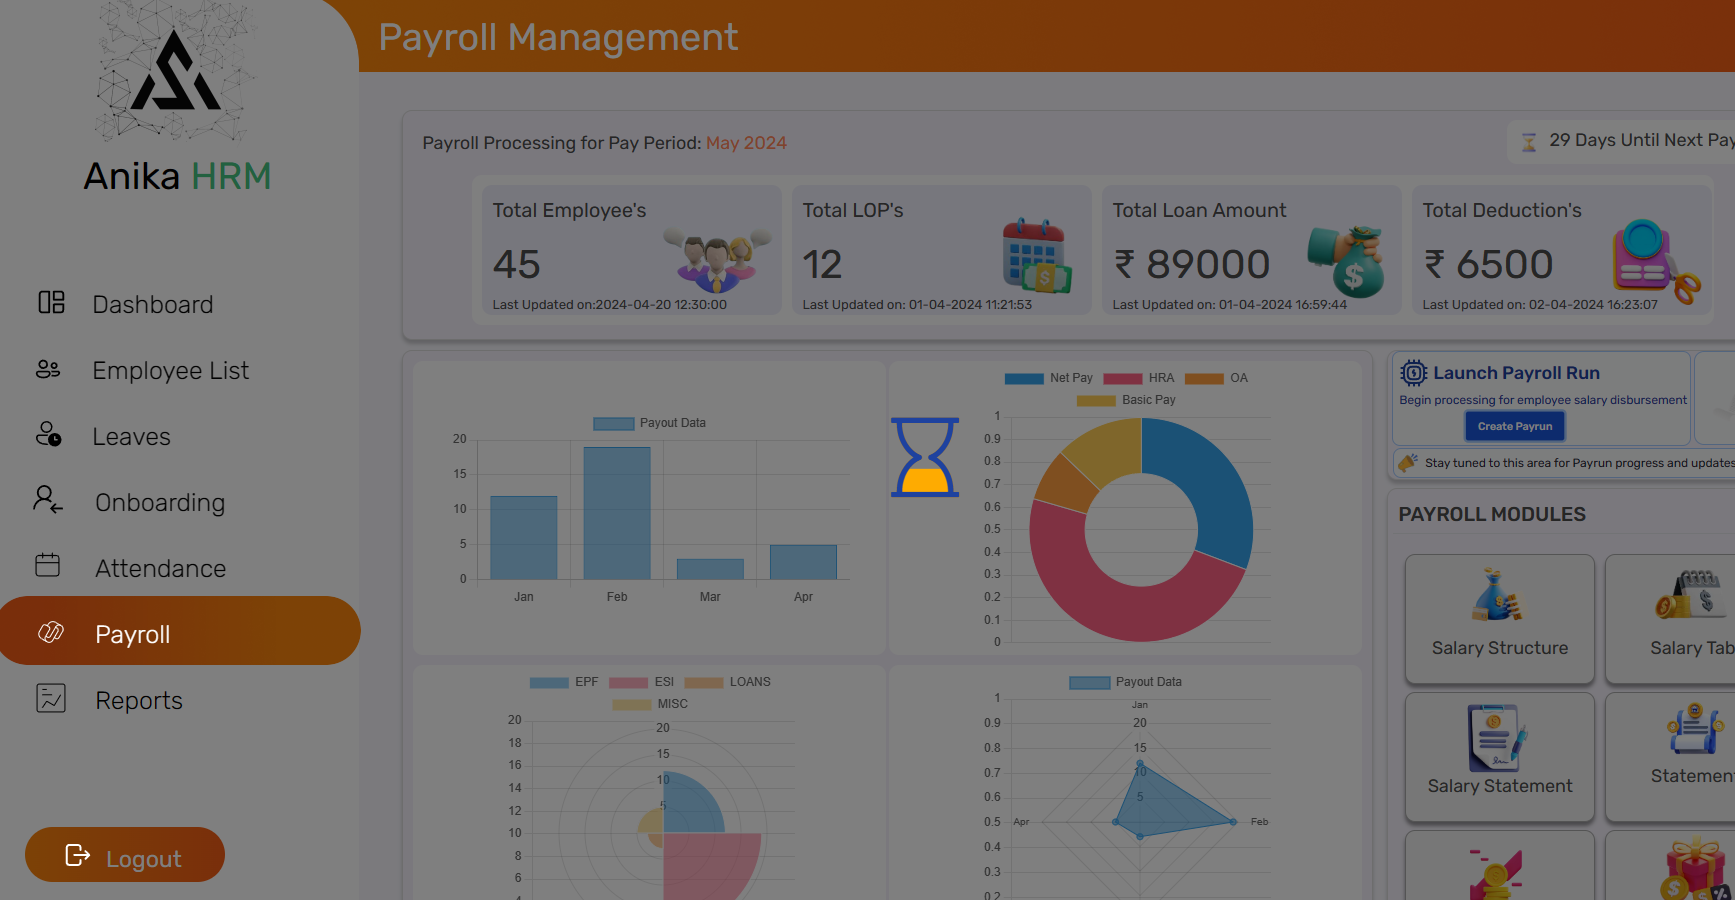 Payroll Management
Anika HRM
Dashboard
Employee List
Leaves
Onboarding
Attendance
Payroll
Reports
Logout
Payroll Processing for Pay Period: May 2024
29 Days Until Next Pay
Total Employee's
45
Last Updated on:2024-04-20 12:30:00
Total LOP's
12
Last Updated on: 01-04-2024 11:21:53
Total Loan Amount
₹ 89000
Last Updated on: 01-04-2024 16:59:44
Total Deduction's
₹ 6500
Last Updated on: 02-04-2024 16:23:07
Payout Data
20
15
10
5
0
Jan Feb Mar Apr
Net Pay HRA OA
Basic Pay
1
0.9
0.8
0.7
0.6
0.5
0.4
0.3
0.2
0.1
0
EPF ESI LOANS
MISC
20
18
16
14
12
10
8
6
20
15
10
5
Payout Data
1
0.9
0.8
0.7
0.6
0.5
0.4
0.3
0.2
Jan
20
15
10
5
Apr
Feb
Launch Payroll Run
Begin processing for employee salary disbursement
Create Payrun
Stay tuned to this area for Payrun progress and updates
PAYROLL MODULES
Salary Structure
Salary Tab
Salary Statement
Statement